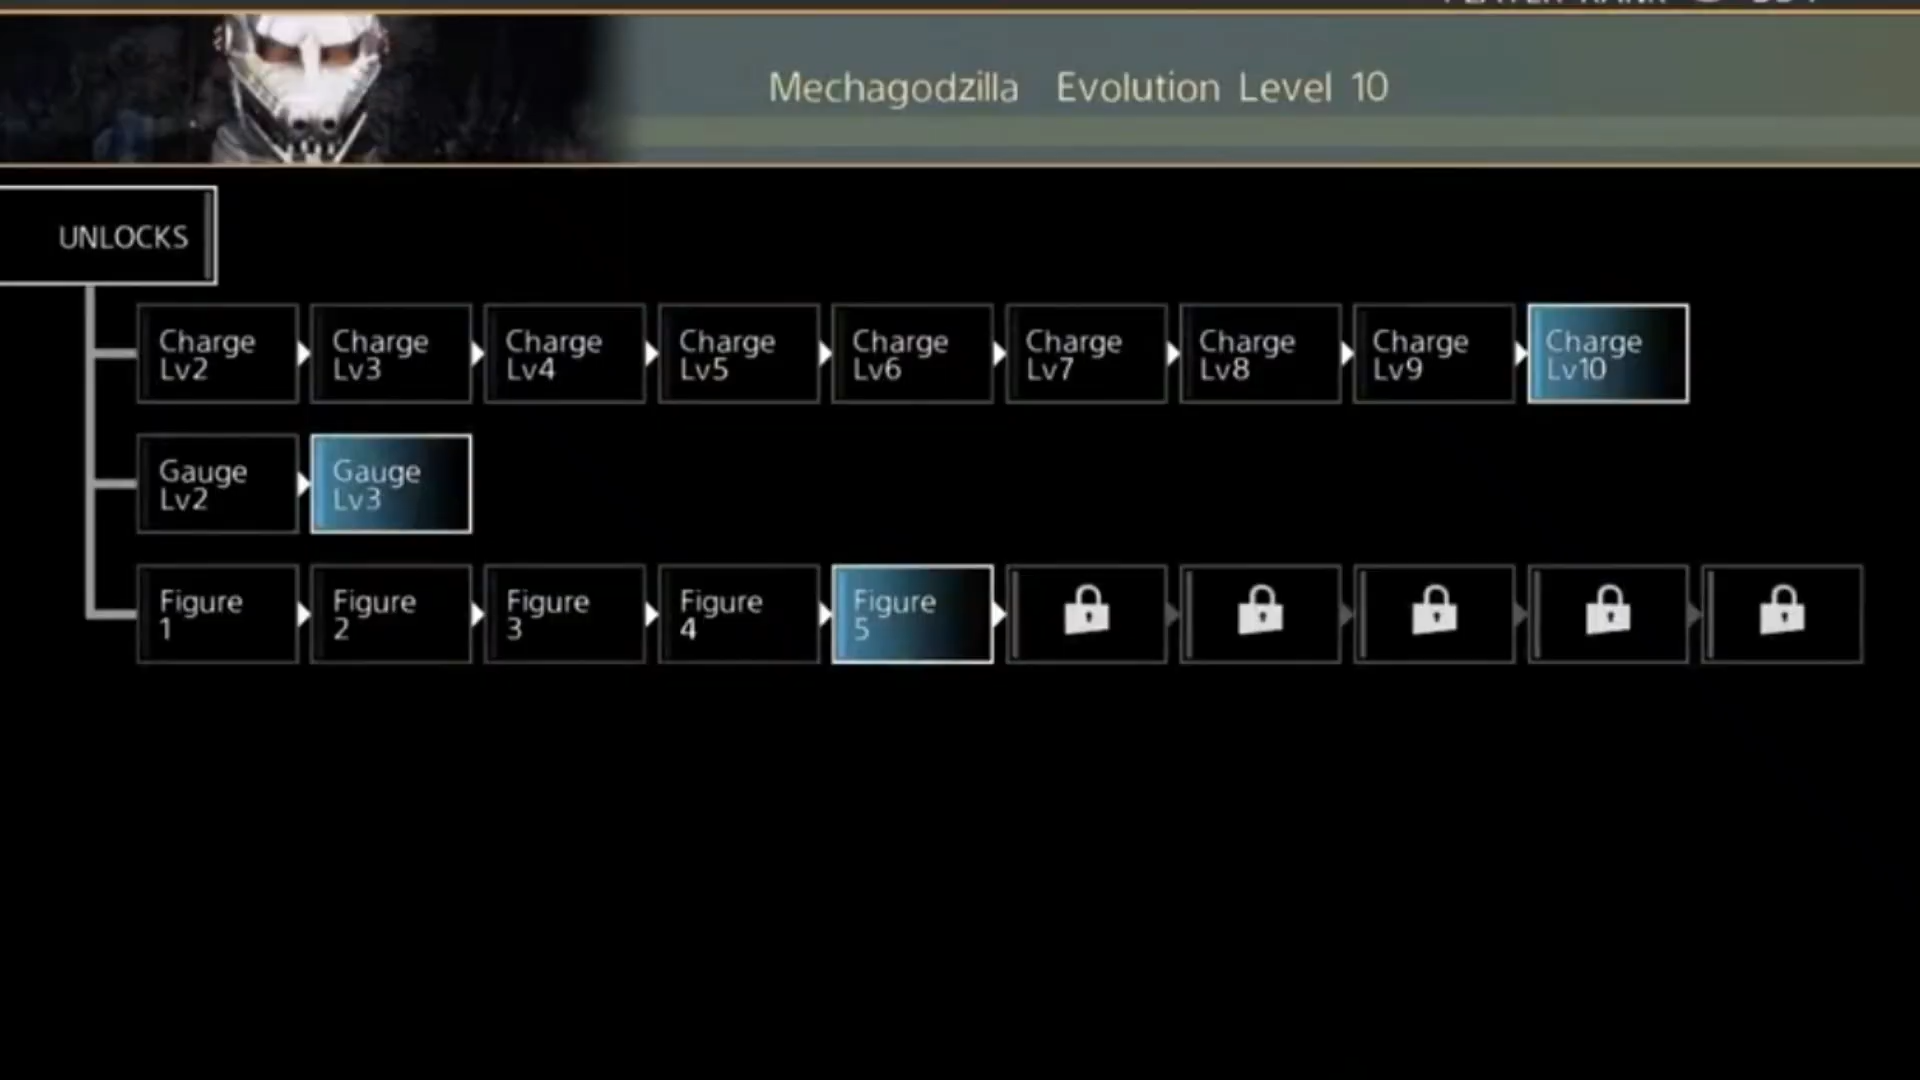 Mechagodzilla Evolution Level 10
UNLOCKS
Charge Lv2
Charge Lv3
Charge Lv4
Charge Lv5
Charge Lv6
Charge Lv7
Charge Lv8
Charge Lv9
Charge Lv10
Gauge Lv2
Gauge Lv3
Figure 1
Figure 2
Figure 3
Figure 4
Figure 5